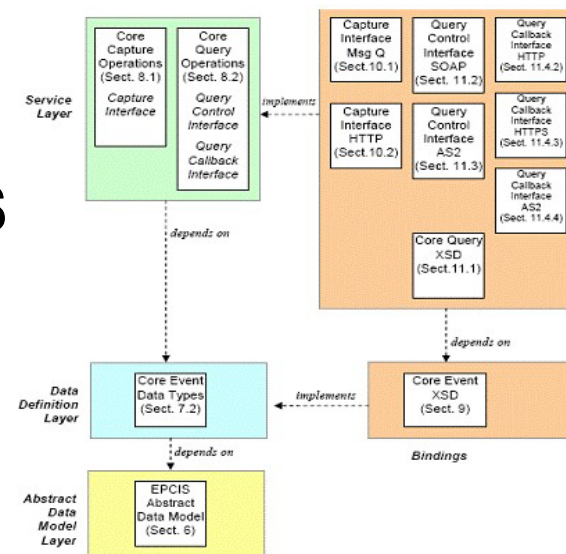 Core
Capture
Operations
(Sect. 8.1)
Capture
Interface
Core
Query
Operations
(Sect. 8.2)
Query
Control
Interface
Query
Callback
Interface
Service
Layer
implements
Capture
Interface
Msg Q
(Sect.10.1)
Query
Control
Interface
SOAP
(Sect. 11.2)
Query
Callback
Interface
HTTP
(Sect.11.4.2)
Capture
Interface
HTTP
(Sect.10.2)
Query
Control
Interface
AS2
(Sect. 11.3)
Query
Callback
Interface
HTTPS
(Sect.11.4.3)
Query
Callback
Interface
AS2
(Sect. 11.4.4)
Core Query
XSD
(Sect.11.1)
s
depends on
depends on
Data
Definition
Layer
Core Event
Data Types
(Sect. 7.2)
implements
Core Event
XSD
(Sect. 9)
Bindings
depends on
Abstract
Data
Model
Layer
EPCIS
Abstract
Data Model
(Sect. 6)